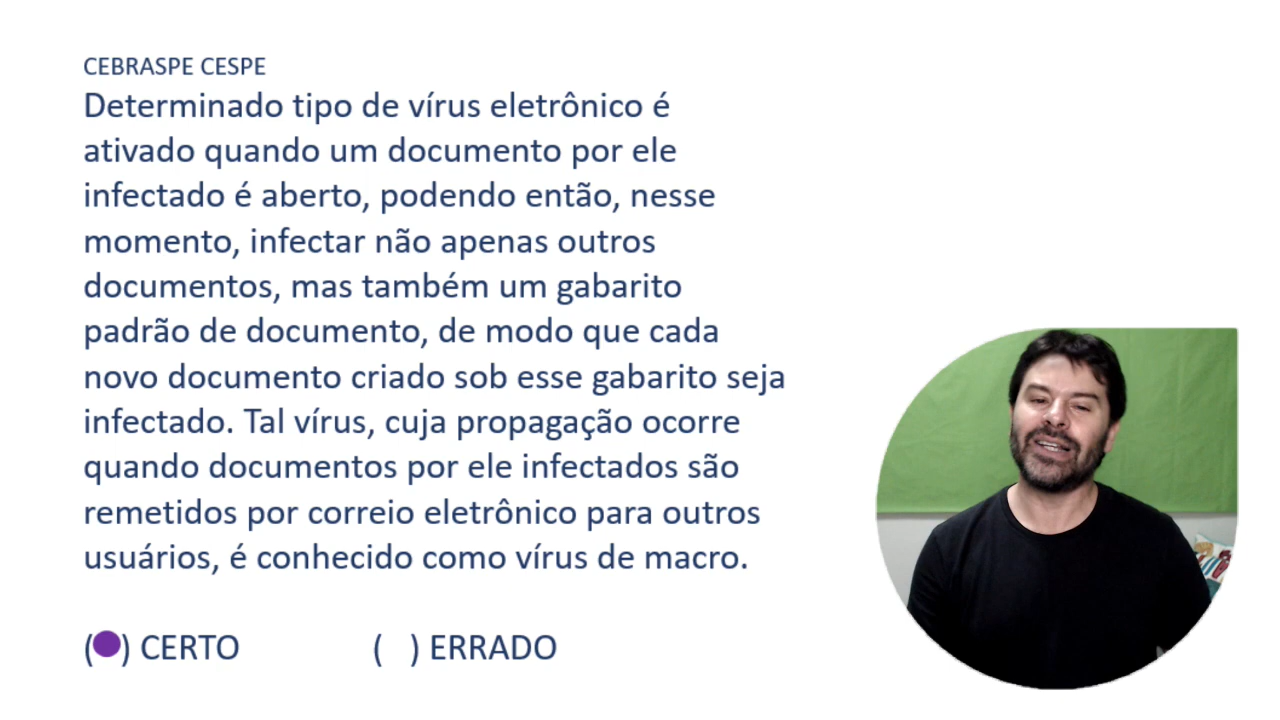 CEBRASPE CESPE
Determinado tipo de vírus eletrônico é
ativado quando um documento por ele
infectado é aberto, podendo então, nesse
momento, infectar não apenas outros
documentos, mas também um gabarito
padrão de documento, de modo que cada
novo documento criado sob esse gabarito seja
infectado. Tal vírus, cuja propagação ocorre
quando documentos por ele infectados são
remetidos por correio eletrônico para outros
usuários, é conhecido como vírus de macro.
( ) CERTO ( ) ERRADO